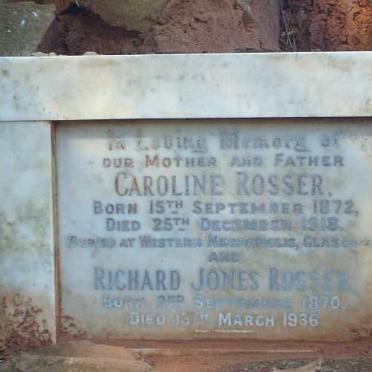 In Loving Memory of
OUR MOTHER AND FATHER
CAROLINE ROSSER.
BORN 15TH SEPTEMBER 1872,
DIED 25TH DECEMBER 1918.
BURIED AT WESTERN NECROPOLIS,
AND
RICHARD JONES ROSSER
BORN 2ND SEPTEMBER 1870,
DIED 13TH MARCH 1936